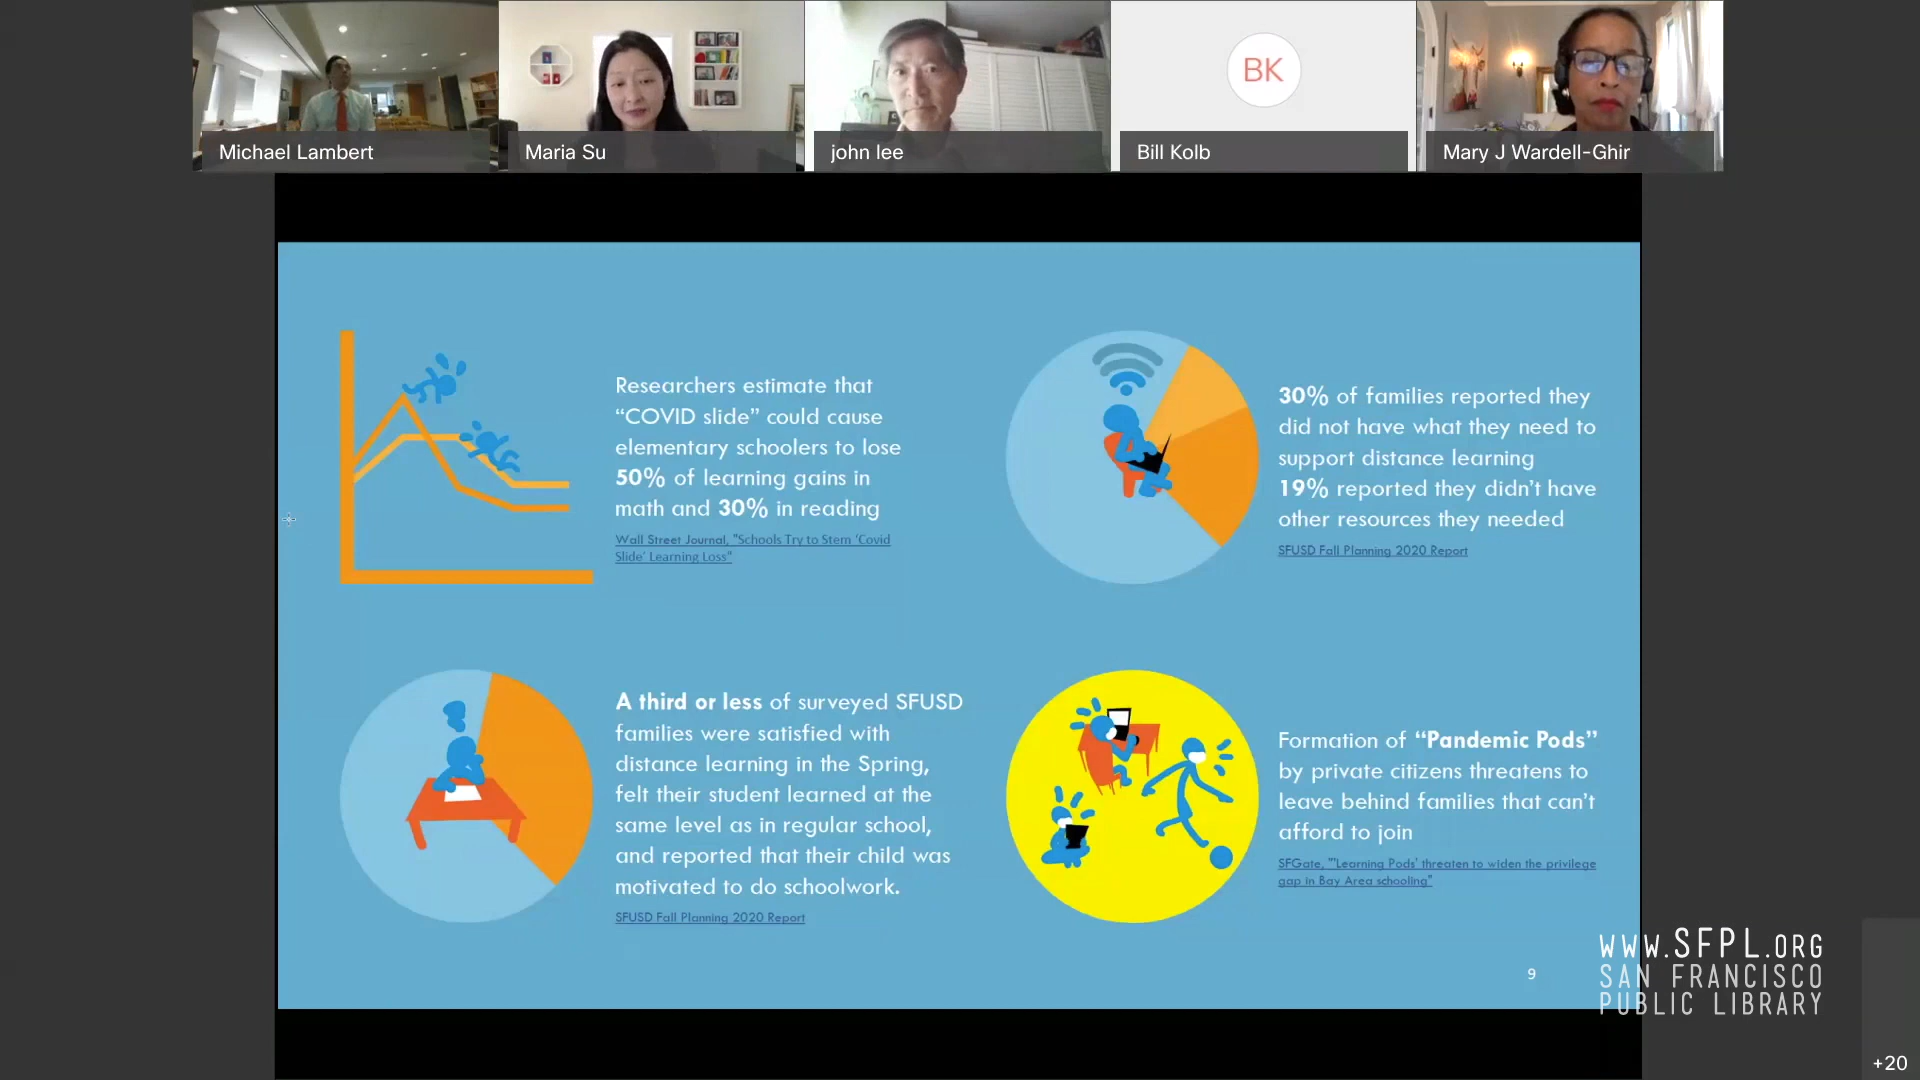 Michael Lambert
Maria Su
john lee
BK
Bill Kolb
Mary J Wardell-Ghir
Researchers estimate that
“COVID slide” could cause
elementary schoolers to lose
50% of learning gains in
math and 30% in reading
Wall Street Journal, "Schools Try to Stem ‘Covid
Slide’ Learning Loss"
30% of families reported they
did not have what they need to
support distance learning
19% reported they didn’t have
other resources they needed
SFUSD Fall Planning 2020 Report
A third or less of surveyed SFUSD
families were satisfied with
distance learning in the Spring,
felt their student learned at the
same level as in regular school,
and reported that their child was
motivated to do schoolwork.
SFUSD Fall Planning 2020 Report
Formation of “Pandemic Pods”
by private citizens threatens to
leave behind families that can’t
afford to join
SFGate, "'Learning Pods' threaten to widen the privilege
gap in Bay Area schooling"
9
WWW.SFPL.ORG
SAN FRANCISCO
PUBLIC LIBRARY
+20